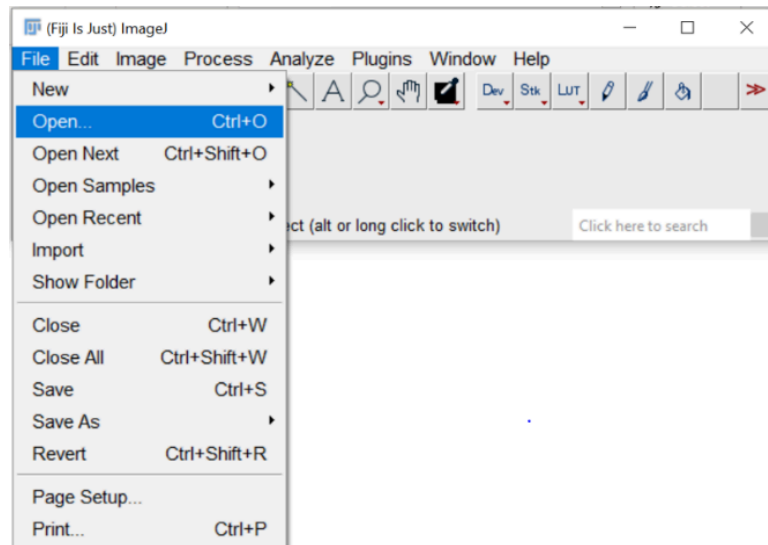 (Fiji Is Just) ImageJ
File Edit Image Process Analyze Plugins Window Help
A Dev Stk LUT
New
Open... Ctrl+O
Open Next Ctrl+Shift+O
Open Samples
Open Recent
ect (alt or long click to switch) Click here to search
Import
Show Folder
Close Ctrl+W
Close All Ctrl+Shift+W
Save Ctrl+S
Save As
Revert Ctrl+Shift+R
Page Setup...
Print... Ctrl+P